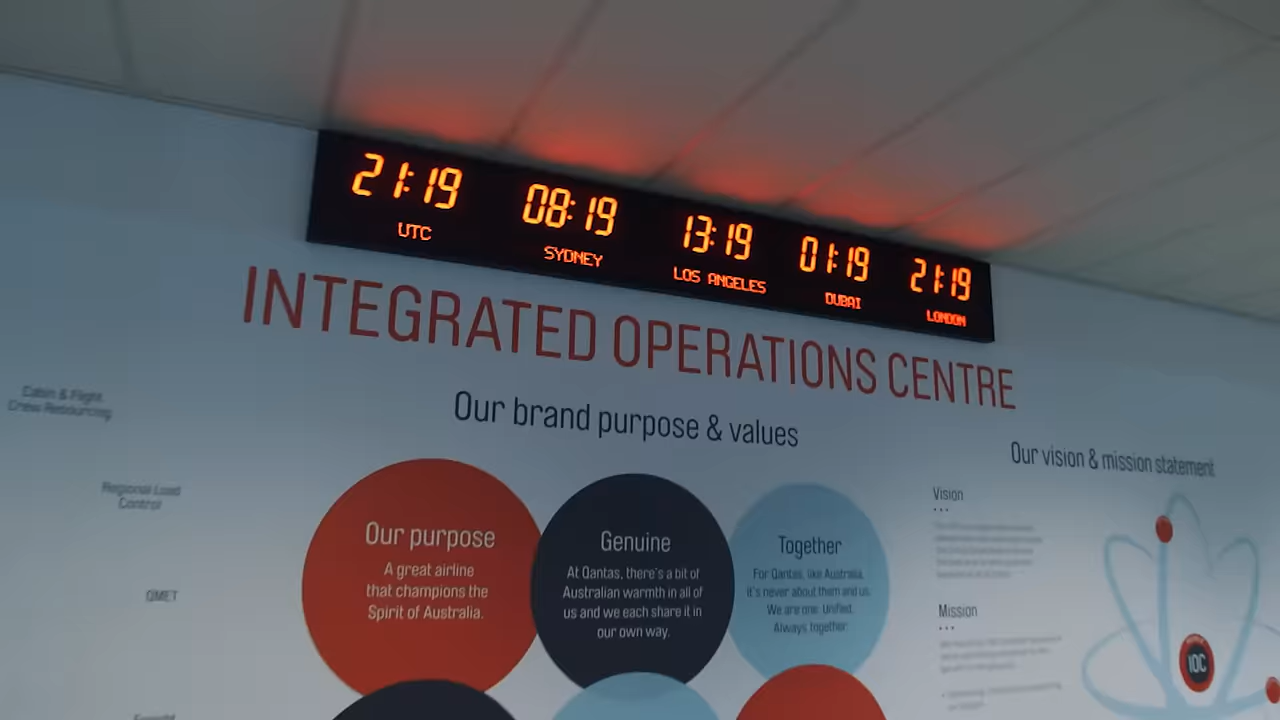 21:19 08:19 13:19 01:19 21:19
UTC SYDNEY LOS ANGELES DUBAI LONDON
INTEGRATED OPERATIONS CENTRE
Our brand purpose & values
Our vision & mission statement
Cabin & Flight
Crew Resourcing
Regional Load
Control
QMET
Our purpose
A great airline
that champions the
Spirit of Australia.
Genuine
At Qantas, there's a bit of
Australian warmth in all of
us and we each share it in
our own way.
Together
For Qantas, like Australia,
it's never about them and us.
We are one. Unified.
Always together.
Vision
Mission
IOC